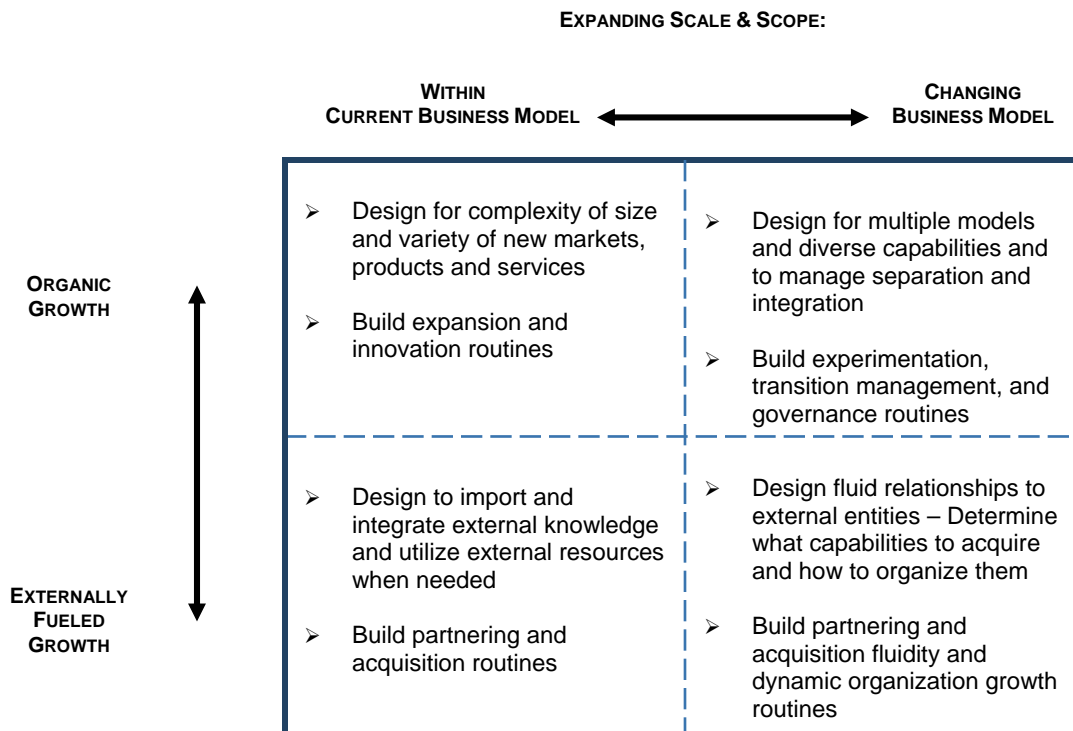 EXPANDING SCALE & SCOPE:
WITHIN
CURRENT BUSINESS MODEL
CHANGING
BUSINESS MODEL
ORGANIC
GROWTH
➢ Design for complexity of size
and variety of new markets,
products and services
➢ Build expansion and
innovation routines
➢ Design for multiple models
and diverse capabilities and
to manage separation and
integration
➢ Build experimentation,
transition management, and
governance routines
EXTERNALLY
FUELED
GROWTH
➢ Design to import and
integrate external knowledge
and utilize external resources
when needed
➢ Build partnering and
acquisition routines
➢ Design fluid relationships to
external entities – Determine
what capabilities to acquire
and how to organize them
➢ Build partnering and
acquisition fluidity and
dynamic organization growth
routines